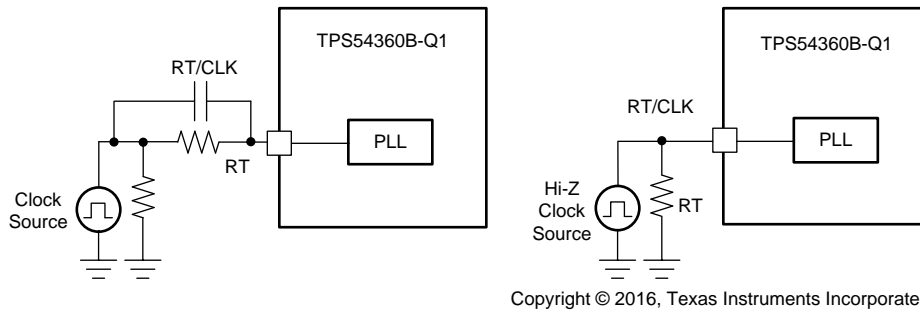 TPS54360B-Q1
RT/CLK
PLL
RT
Clock
Source
TPS54360B-Q1
RT/CLK
PLL
Hi-Z
Clock
Source
RT
Copyright © 2016, Texas Instruments Incorporate